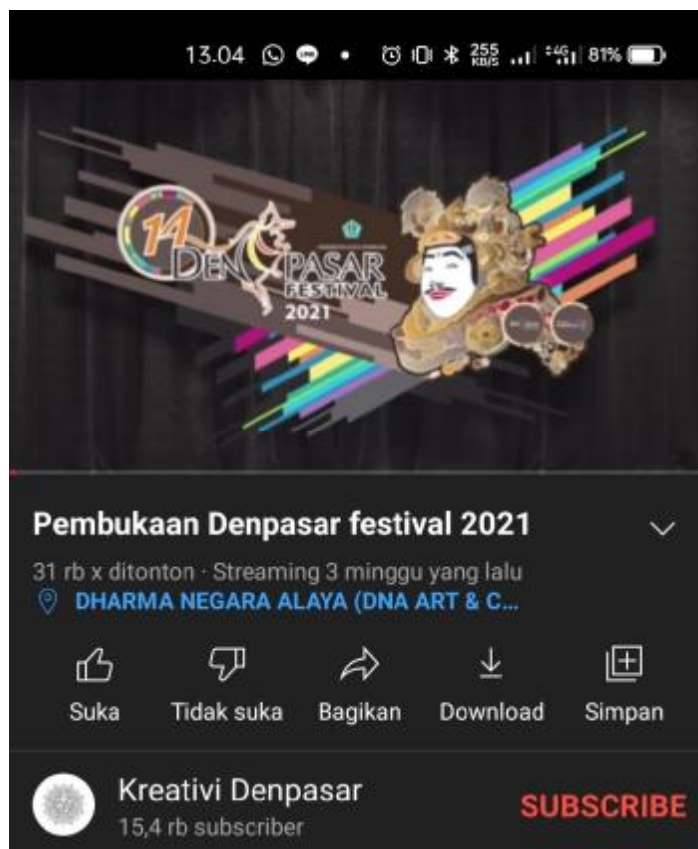 13.04 255 KB/S 4G 81%
14
DENPASAR
FESTIVAL
2021
Pembukaan Denpasar festival 2021
31 rb x ditonton · Streaming 3 minggu yang lalu
DHARMA NEGARA ALAYA (DNA ART & C...
Suka Tidak suka Bagikan Download Simpan
Kreativi Denpasar
15,4 rb subscriber
SUBSCRIBE